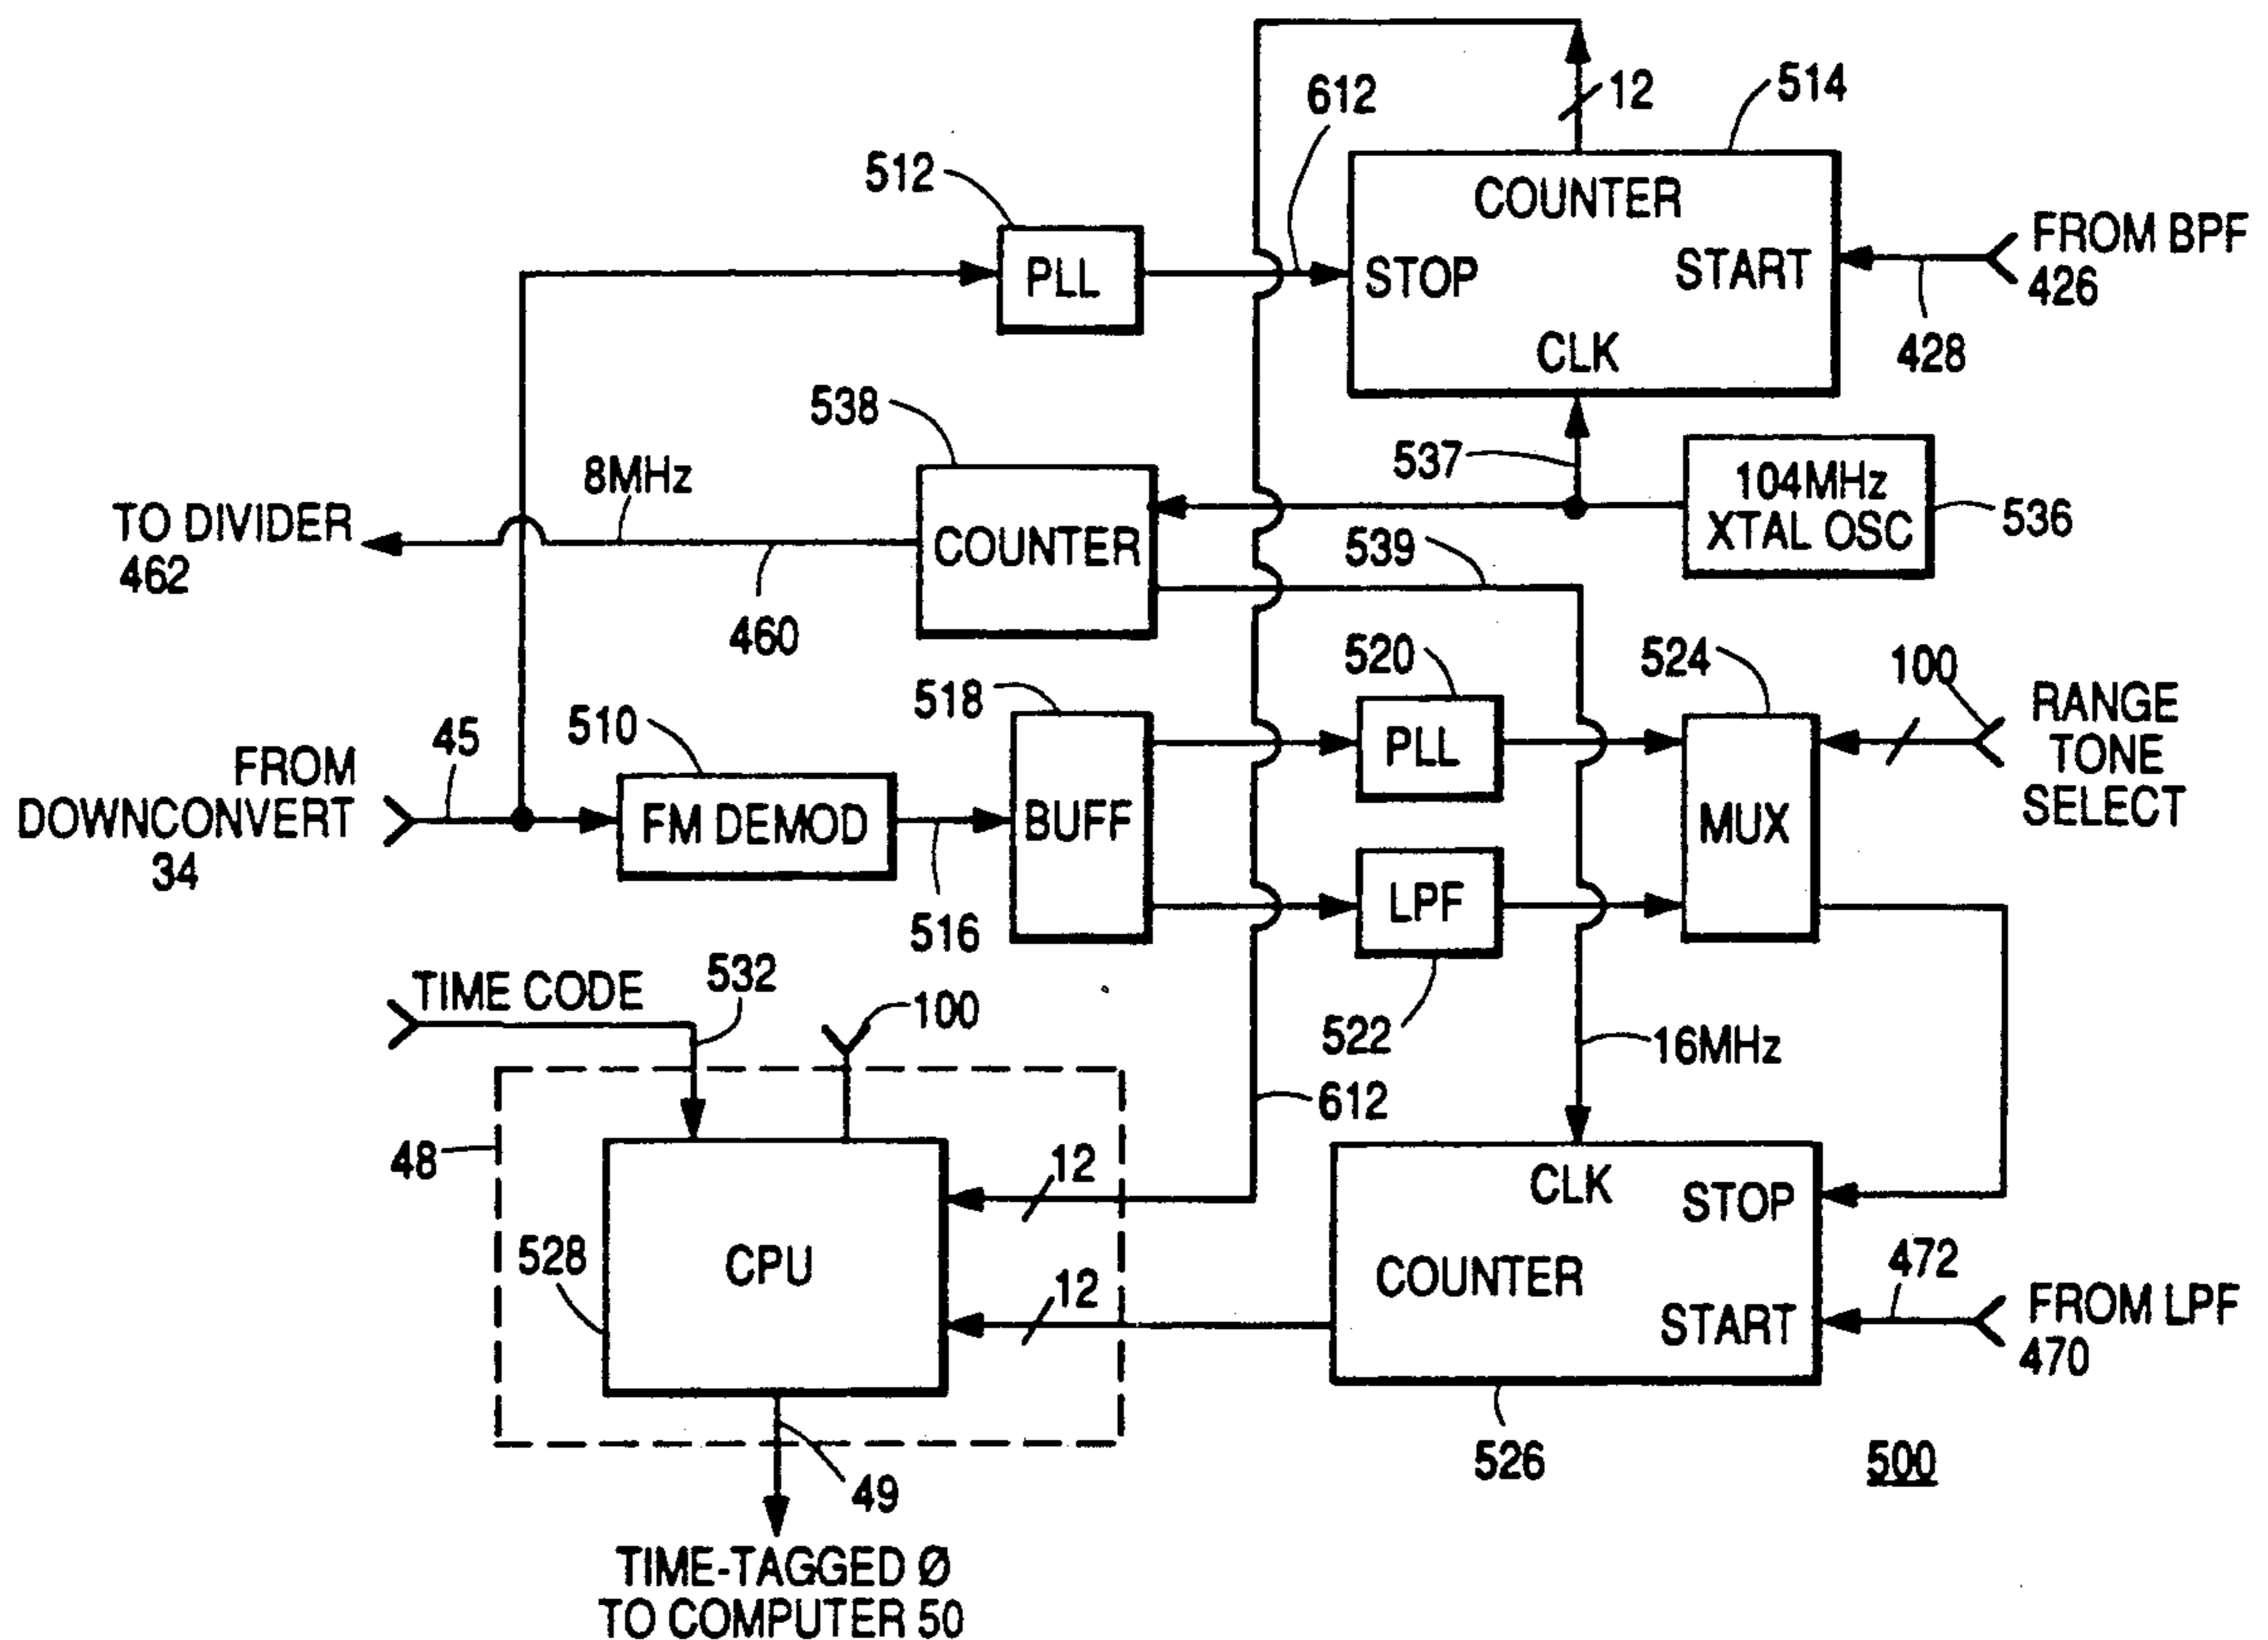 12
514
612
512
COUNTER
FROM BPF
426
STOP
START
PLL
CLK
428
538
537
8MHz
104MHz
XTAL OSC
536
TO DIVIDER
462
COUNTER
539
460
520
524
100
RANGE
TONE
SELECT
518
510
45
FROM
DOWNCONVERT
34
FM DEMOD
BUFF
PLL
MUX
LPF
516
522
TIME CODE
532
100
16MHz
612
48
12
CLK
STOP
528
CPU
12
COUNTER
472
START
FROM LPF
470
526
500
49
TIME-TAGGED Ø
TO COMPUTER 50